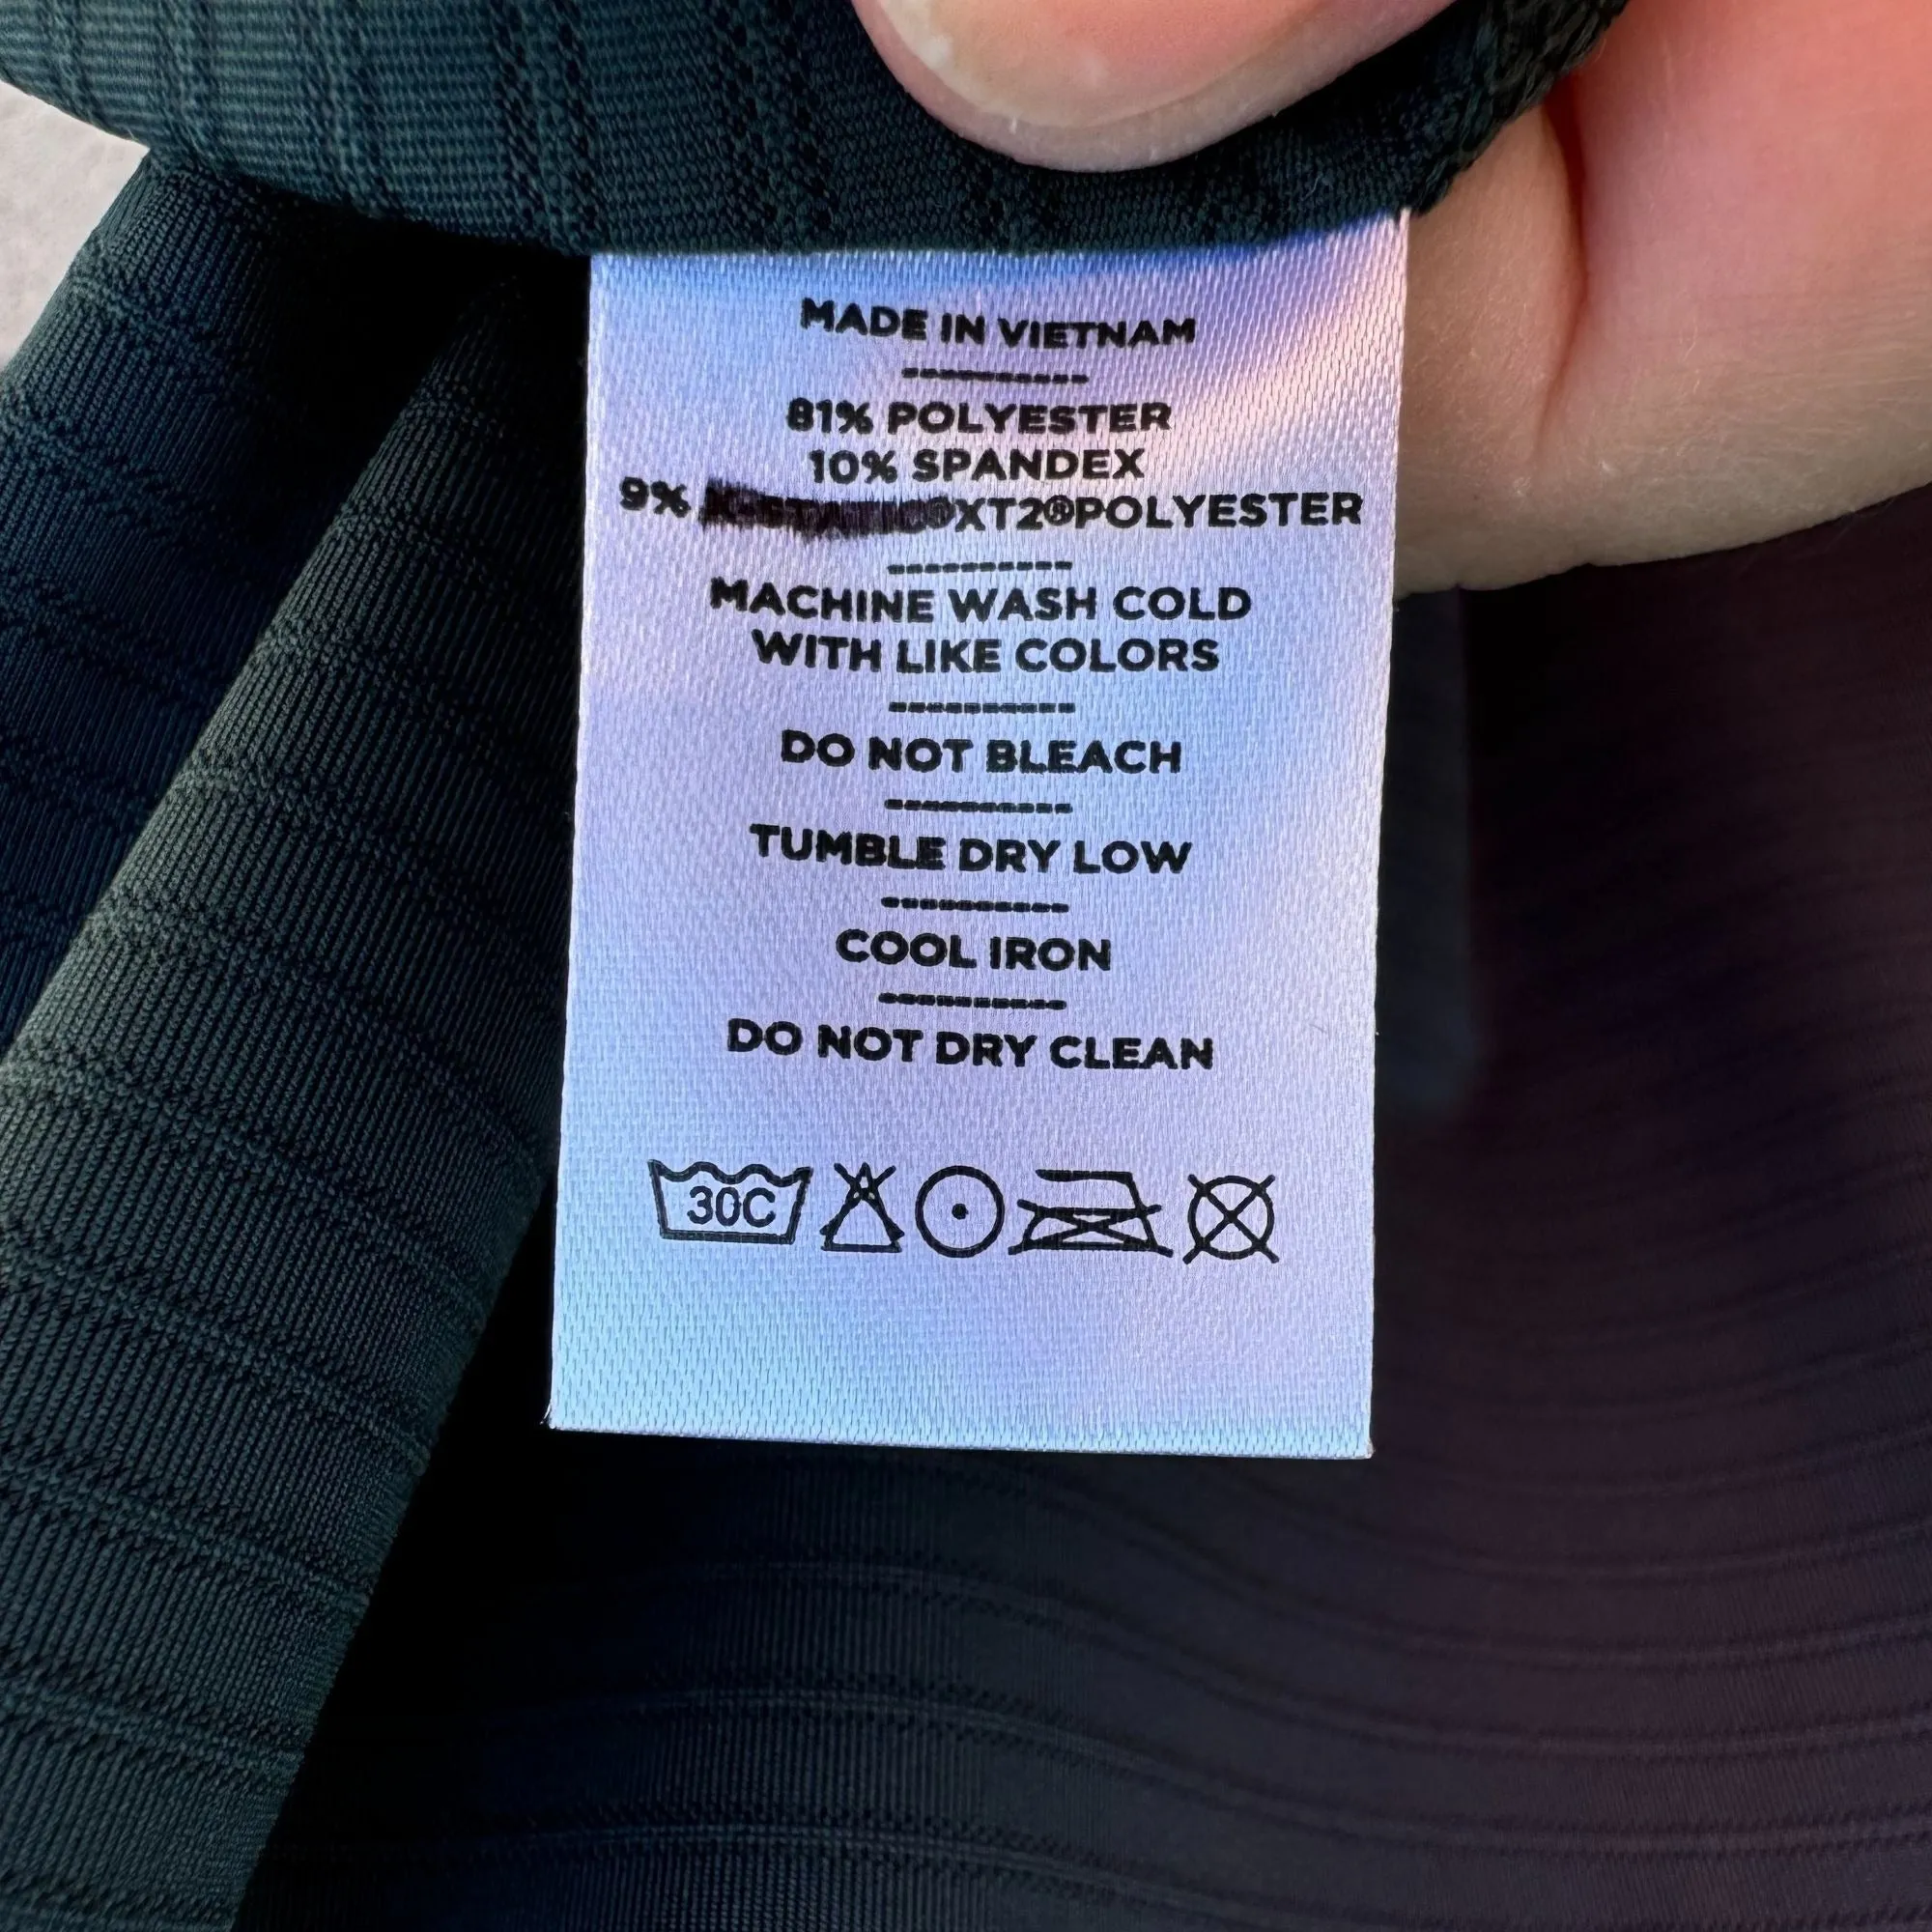 MADE IN VIETNAM
81% POLYESTER
10% SPANDEX
9% XT2®POLYESTER
MACHINE WASH COLD
WITH LIKE COLORS
DO NOT BLEACH
TUMBLE DRY LOW
COOL IRON
DO NOT DRY CLEAN
30C